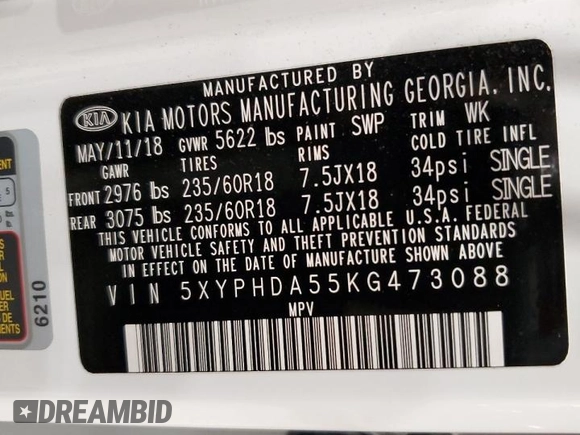 MANUFACTURED BY
KIA KIA MOTORS MANUFACTURING GEORGIA, INC.
MAY/11/18 GVWR 5622 lbs PAINT SWP TRIM WK
GAWR TIRES RIMS COLD TIRE INFL
FRONT 2976 lbs 235/60R18 7.5JX18 34psi SINGLE
REAR 3075 lbs 235/60R18 7.5JX18 34psi SINGLE
THIS VEHICLE CONFORMS TO ALL APPLICABLE U.S.A. FEDERAL
MOTOR VEHICLE SAFETY AND THEFT PREVENTION STANDARDS
IN EFFECT ON THE DATE OF MANUFACTURE SHOWN ABOVE.
VIN 5XYPHDA55KG473088
MPV
6210
DREAMBID